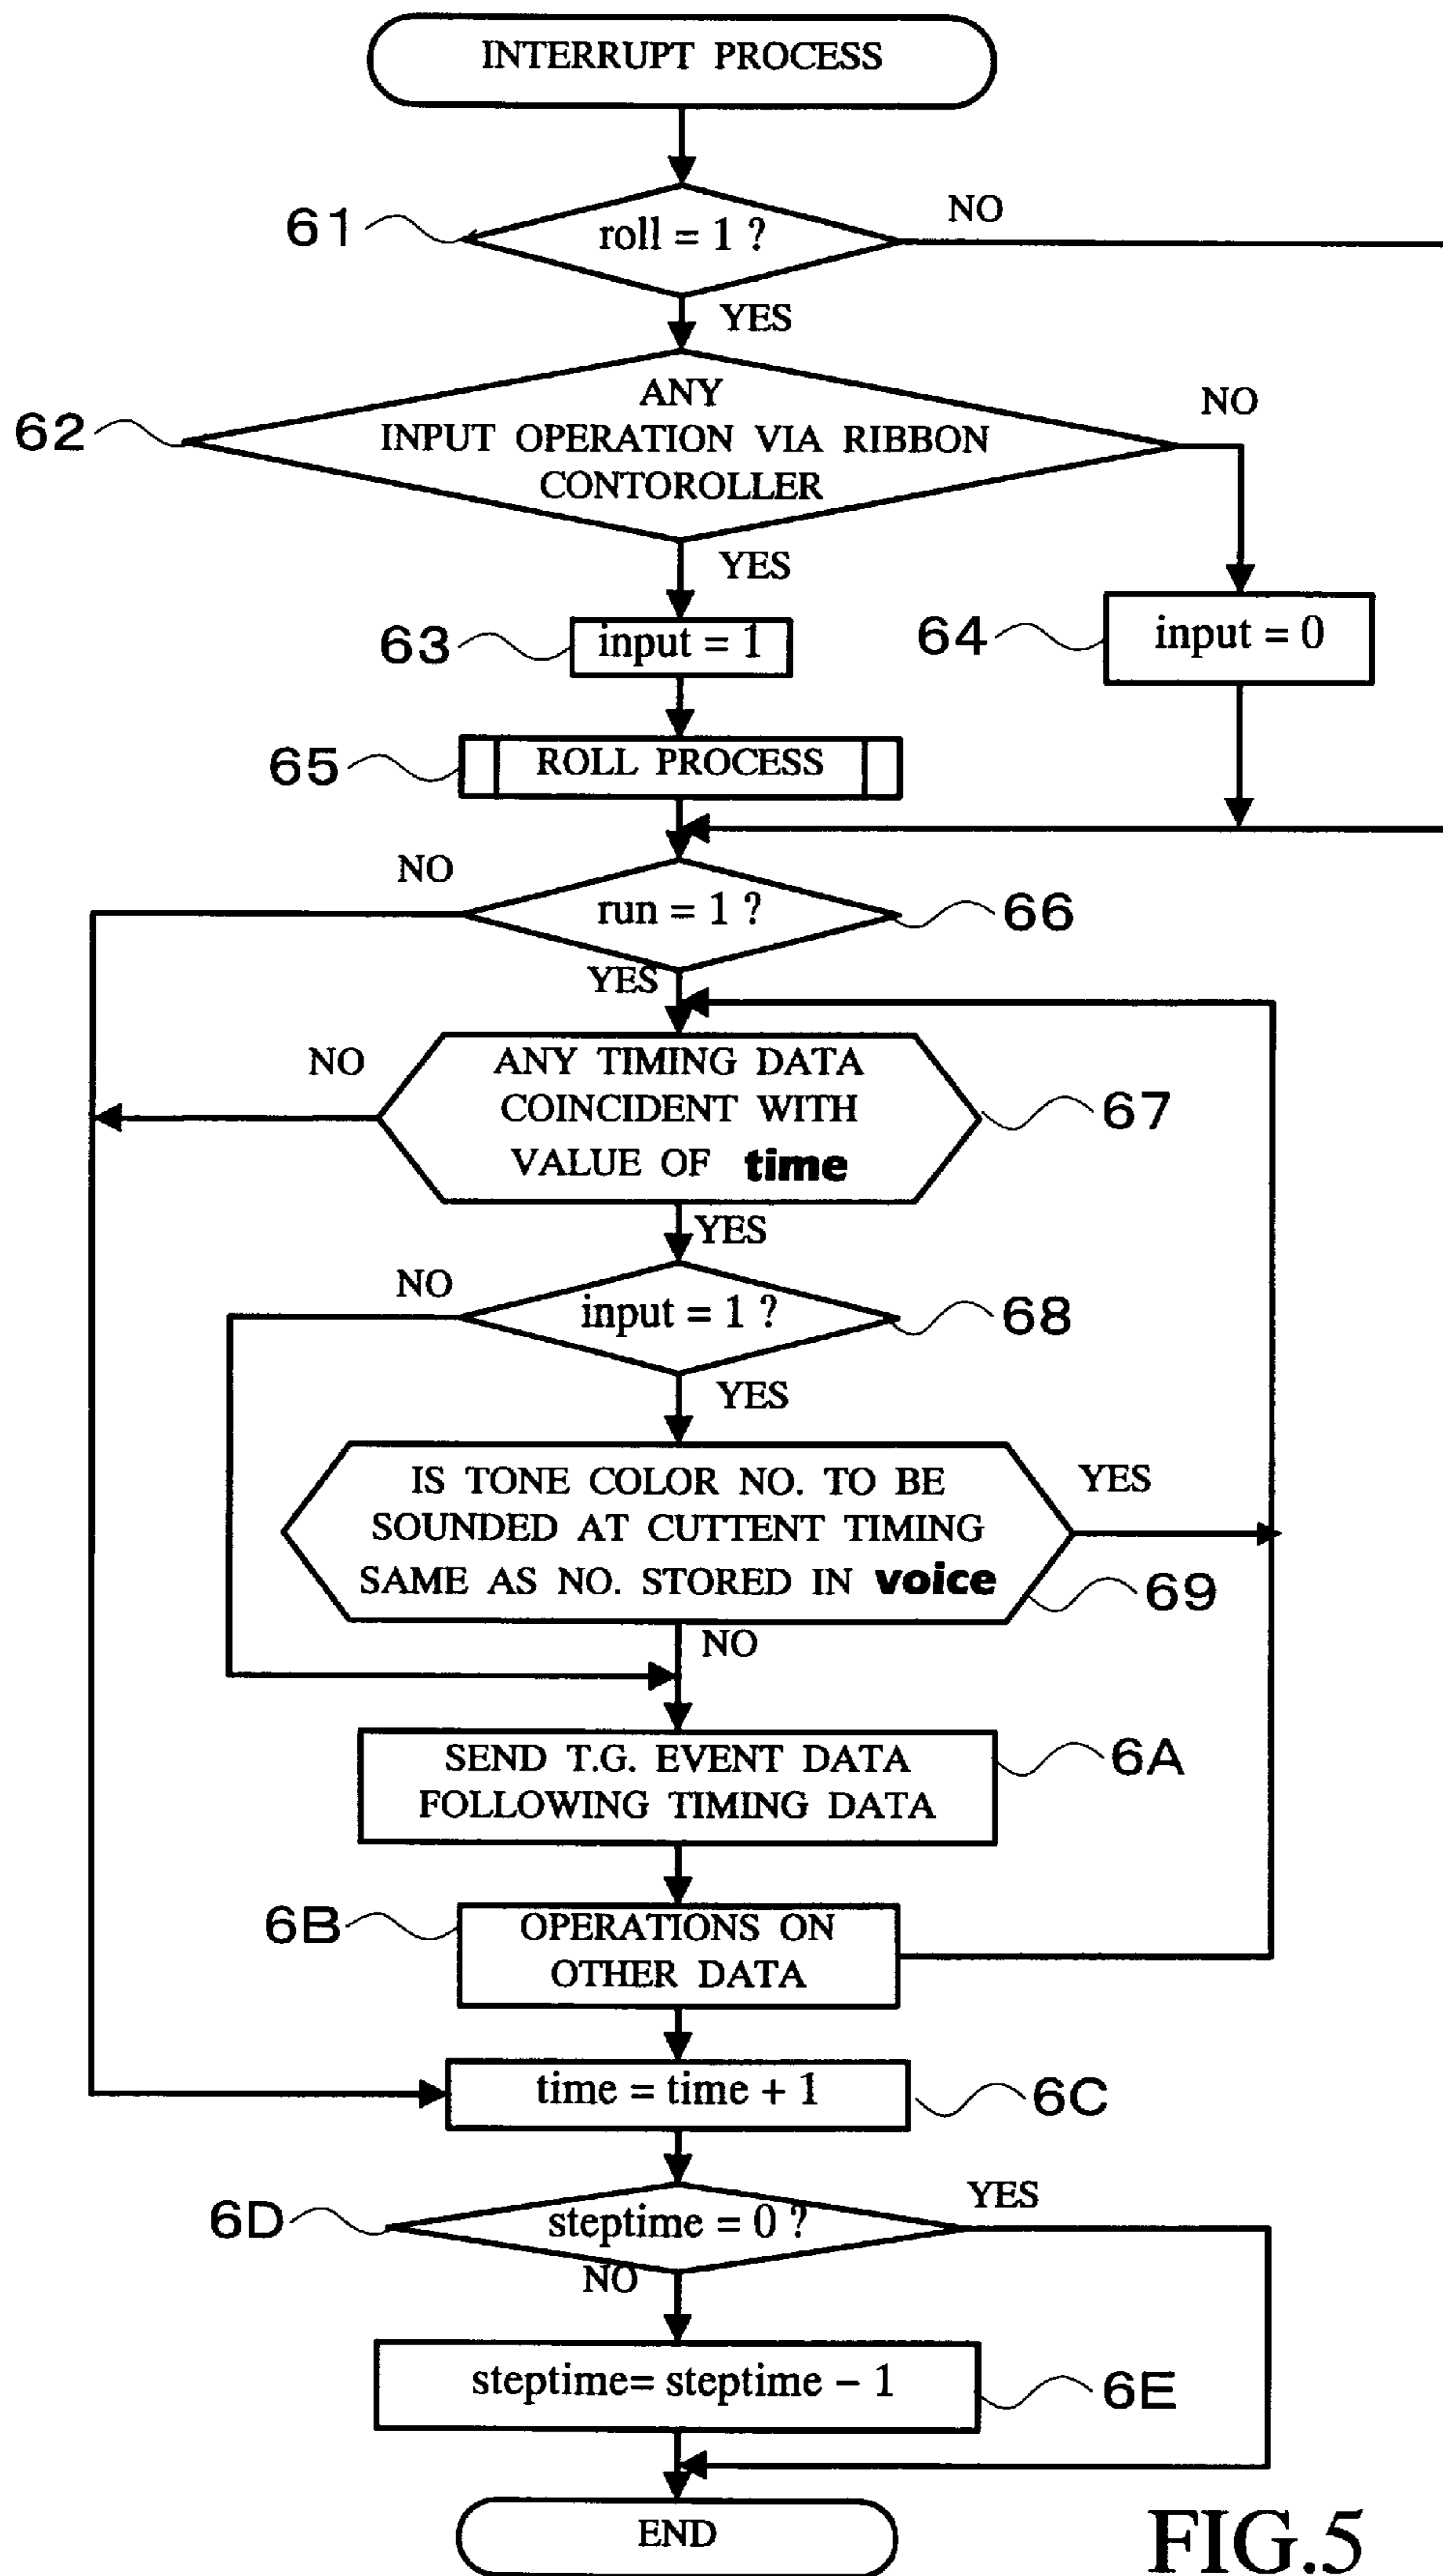 INTERRUPT PROCESS
61
roll = 1 ?
NO
YES
62
ANY
INPUT OPERATION VIA RIBBON
CONTOROLLER
NO
YES
63
input = 1
64
input = 0
65
ROLL PROCESS
NO
run = 1 ?
66
YES
NO
ANY TIMING DATA
COINCIDENT WITH
VALUE OF time
67
YES
NO
input = 1 ?
68
YES
IS TONE COLOR NO. TO BE
SOUNDED AT CUTTENT TIMING
SAME AS NO. STORED IN voice
YES
69
NO
SEND T.G. EVENT DATA
FOLLOWING TIMING DATA
6A
6B
OPERATIONS ON
OTHER DATA
time = time + 1
6C
6D
steptime = 0 ?
YES
NO
steptime= steptime − 1
6E
END
FIG.5